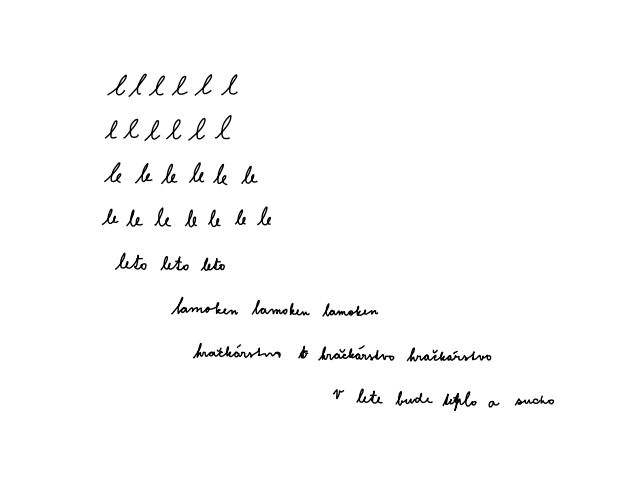 l l l l l l
l l l l l l
le le le le le le
le le le le le le le
leto leto leto
lamoken lamoken lamoken
hračkárstvo hračkárstvo
v lete bude teplo a sucho